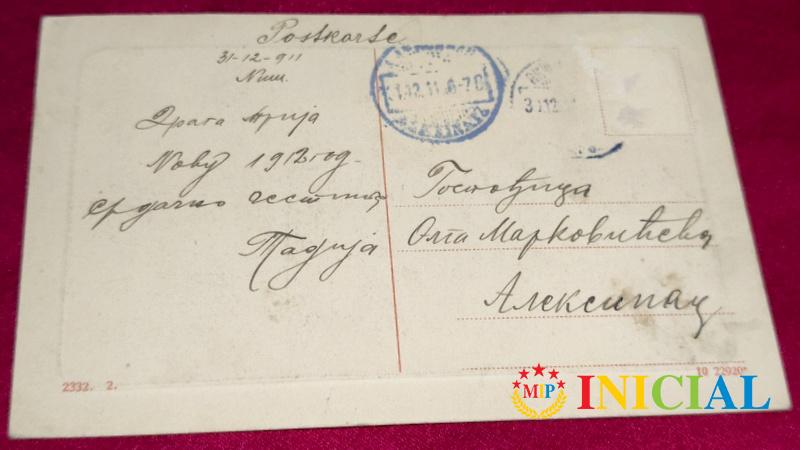 Postkarte
31-12-911
Ниш.
Драга
Нову 1912 год.
Срдачно честита
Тадија
Госпођица
Олга Марковићева
Алексинац
2332. 2.
MIP INICIAL